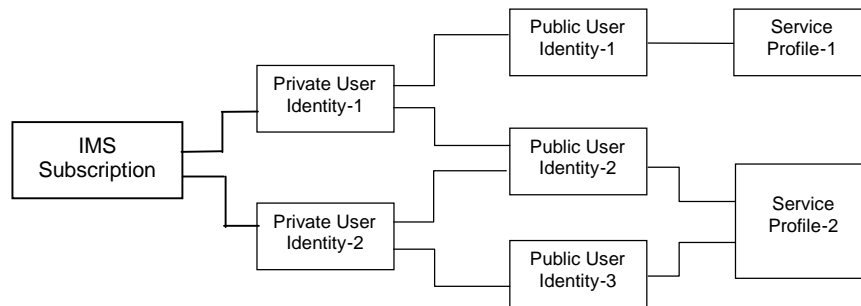 IMS
Subscription
Private User
Identity-1
Private User
Identity-2
Public User
Identity-1
Public User
Identity-2
Public User
Identity-3
Service
Profile-1
Service
Profile-2